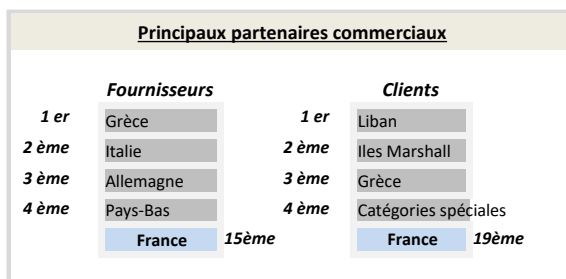 Principaux partenaires commerciaux
Fournisseurs Clients
1 er Grèce 1 er Liban
2 ème Italie 2 ème Iles Marshall
3 ème Allemagne 3 ème Grèce
4 ème Pays-Bas 4 ème Catégories spéciales
France 15ème France 19ème